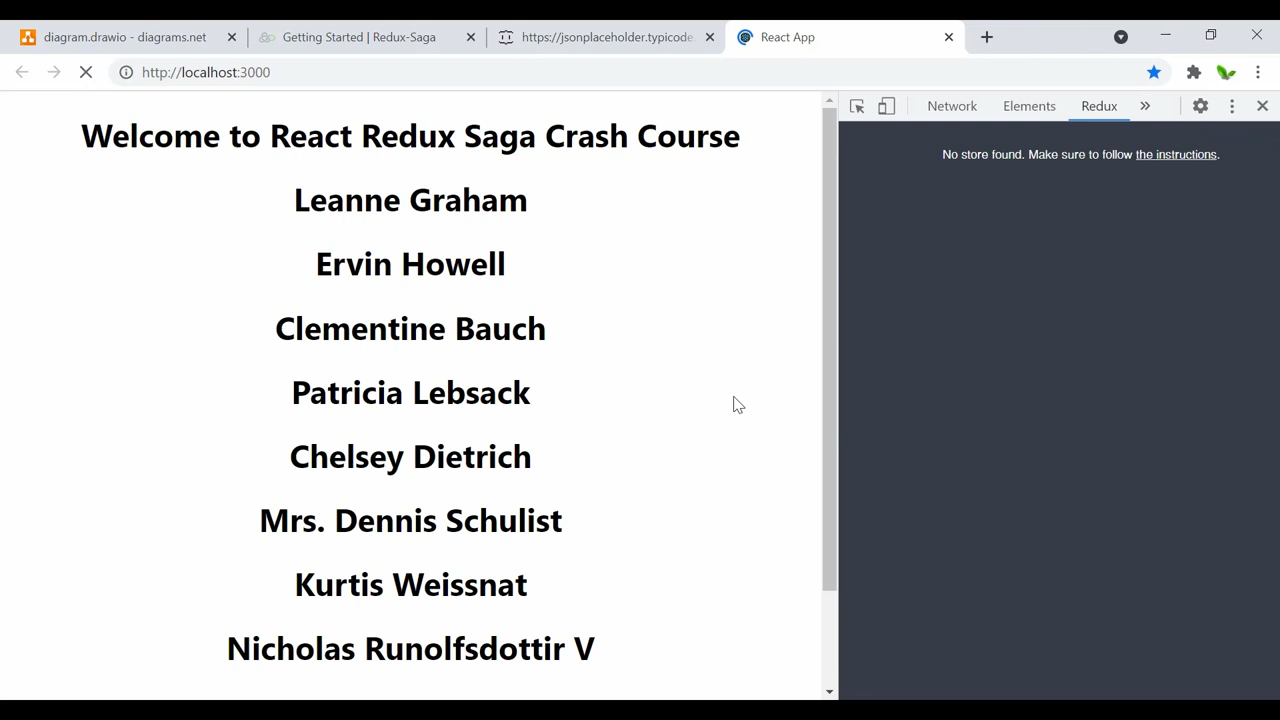 diagram.drawio - diagrams.net
Getting Started | Redux-Saga
https://jsonplaceholder.typicode.
React App
http://localhost:3000
Network
Elements
Redux
Welcome to React Redux Saga Crash Course
Leanne Graham
Ervin Howell
Clementine Bauch
Patricia Lebsack
Chelsey Dietrich
Mrs. Dennis Schulist
Kurtis Weissnat
Nicholas Runolfsdottir V
No store found. Make sure to follow the instructions.